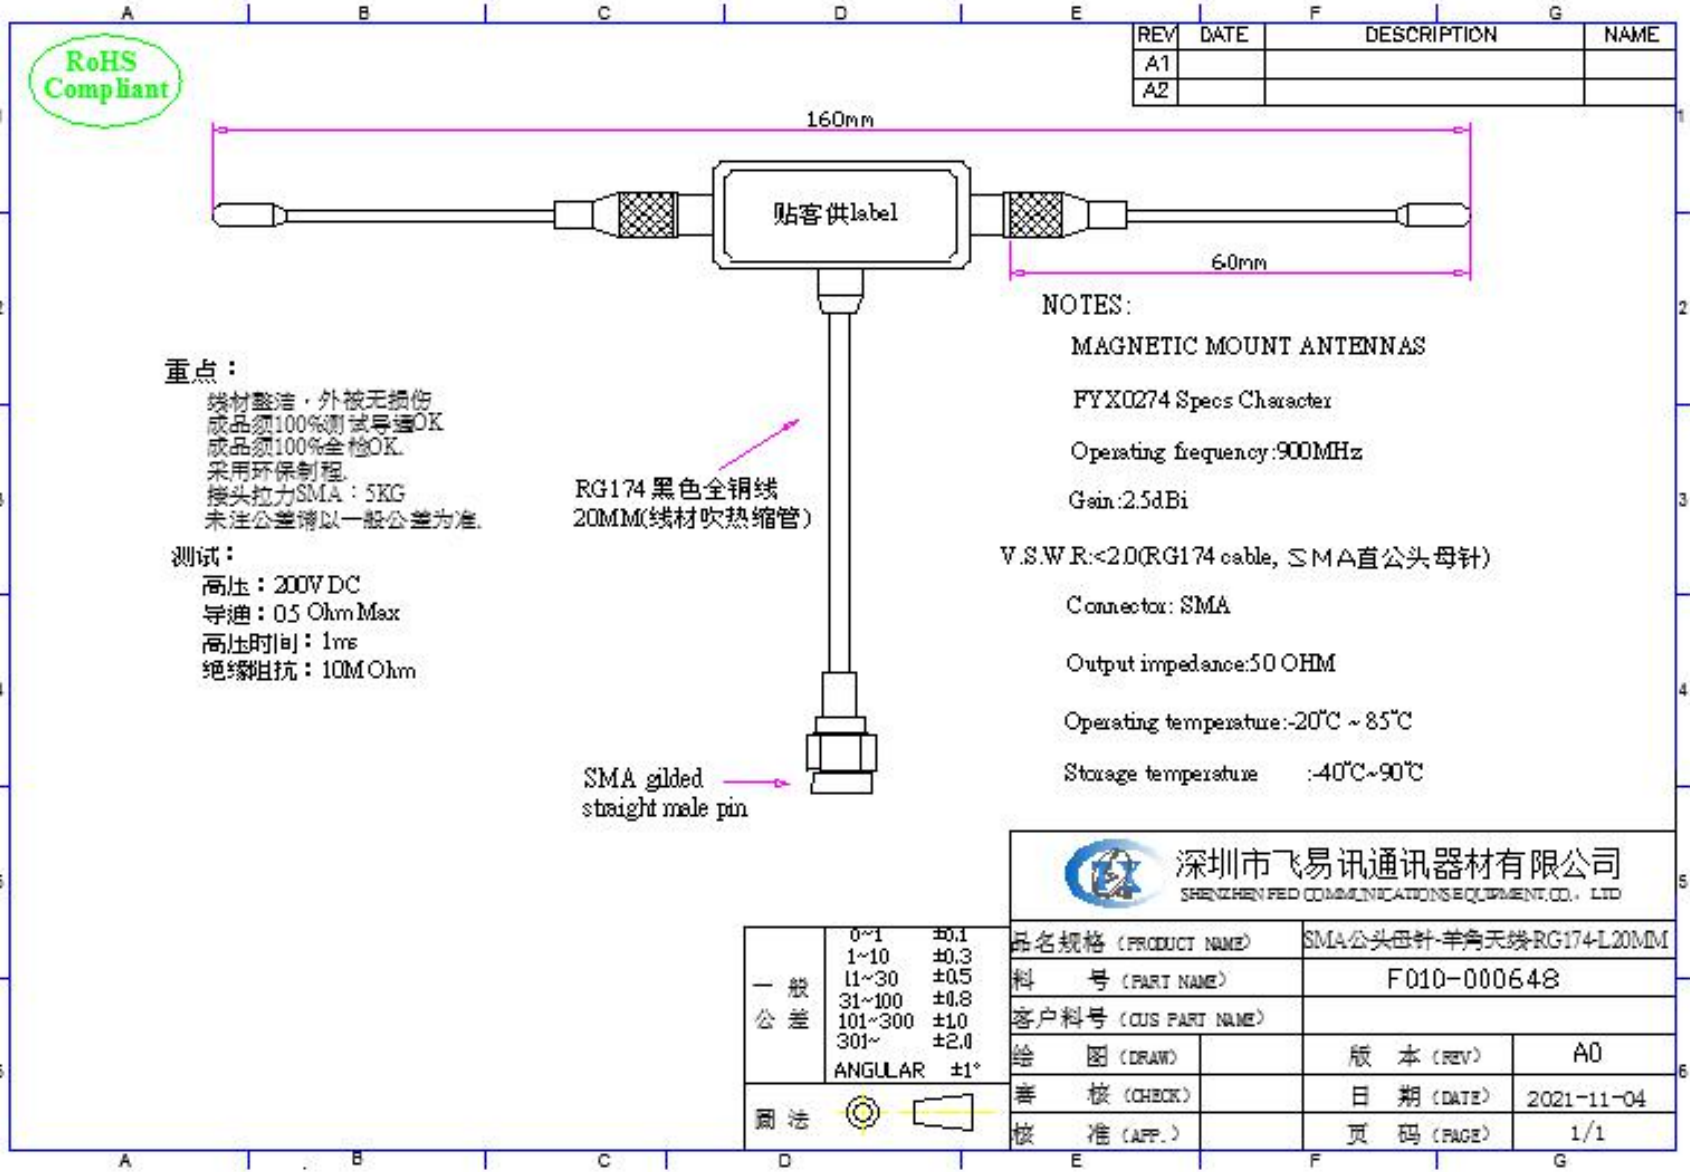 A B C D E F G
REV DATE DESCRIPTION NAME
A1
A2
RoHS
Compliant
160mm
贴客供label
60mm
NOTES:
MAGNETIC MOUNT ANTENNAS
FYX0274 Specs Character
Operating frequency:900MHz
Gain:2.5dBi
V.S.W.R:<2.0(RG174 cable, SMA直公头母针)
Connector: SMA
Output impedance:50 OHM
Operating temperature:-20℃ ~ 85℃
Storage temperature :-40℃~90℃
重点：
线材整洁，外被无损伤
成品须100%测试导通OK
成品须100%全检OK.
采用环保制程.
接头拉力SMA：5KG
未注公差请以一般公差为准.
测试：
高压：200V DC
导通：0.5 Ohm Max
高压时间：1ms
绝缘阻抗：10M Ohm
RG174 黑色全铜线
20MM(线材吹热缩管)
SMA gilded
straight male pin
深圳市飞易讯通讯器材有限公司
SHENZHEN FED COMMUNICATIONS EQUIPMENT.CO., LTD
一般
公差
0~1 ±0.1
1~10 ±0.3
11~30 ±0.5
31~100 ±0.8
101~300 ±1.0
301~ ±2.0
ANGULAR ±1°
圖法
品名规格 (PRODUCT NAME) SMA公头母针-羊角天线-RG174-L20MM
料 号 (PART NAME) F010-000648
客户料号 (CUS PART NAME)
绘 图 (DRAW) 版 本 (REV) A0
审 核 (CHECK) 日 期 (DATE) 2021-11-04
核 准 (APP.) 页 码 (PAGE) 1/1
A B C D E F G
1
2
3
4
5
6